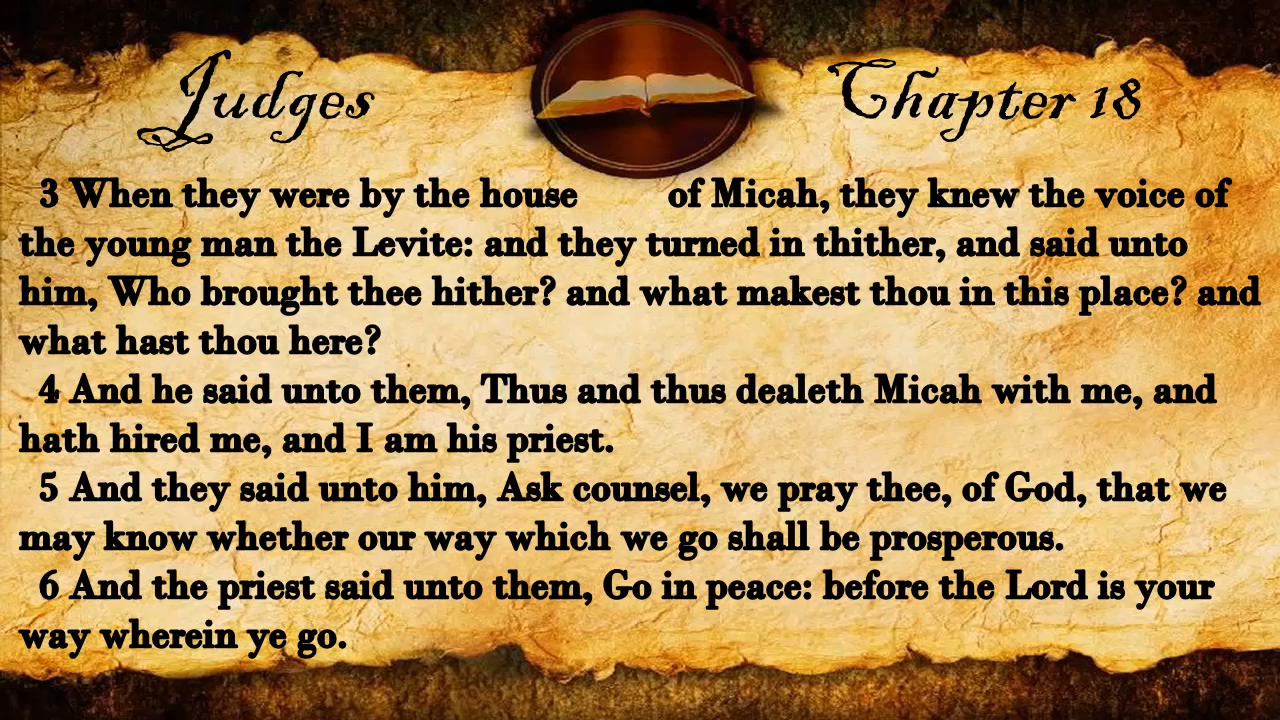 Judges Chapter 18
3 When they were by the house of Micah, they knew the voice of
the young man the Levite: and they turned in thither, and said unto
him, Who brought thee hither? and what makest thou in this place? and
what hast thou here?
4 And he said unto them, Thus and thus dealeth Micah with me, and
hath hired me, and I am his priest.
5 And they said unto him, Ask counsel, we pray thee, of God, that we
may know whether our way which we go shall be prosperous.
6 And the priest said unto them, Go in peace: before the Lord is your
way wherein ye go.